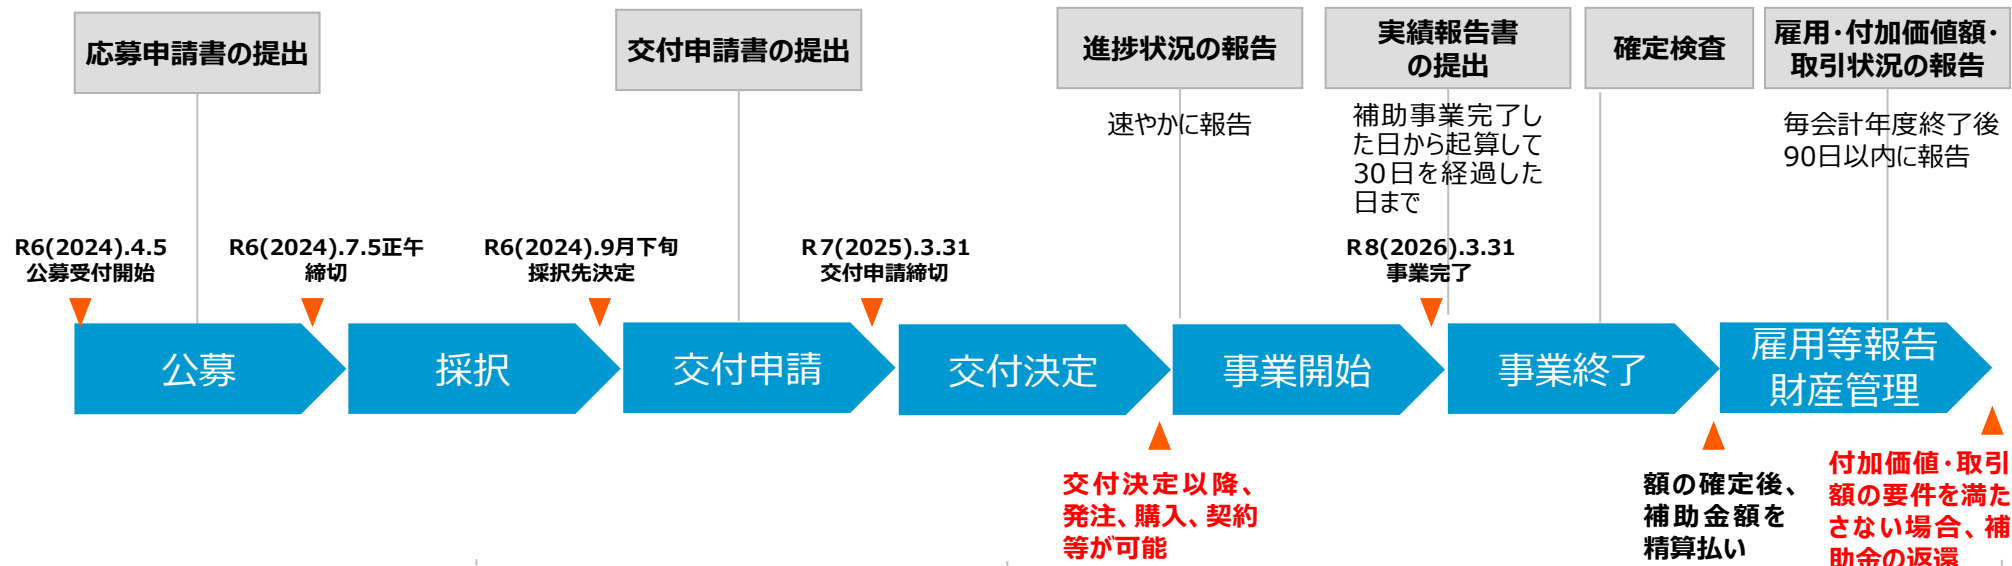 応募申請書の提出
交付申請書の提出
進捗状況の報告
実績報告書
の提出
確定検査
雇用・付加価値額・
取引状況の報告
速やかに報告
補助事業完了し
た日から起算して
30日を経過した
日まで
毎会計年度終了後
90日以内に報告
R6(2024).4.5
公募受付開始
R6(2024).7.5正午
締切
R6(2024).9月下旬
採択先決定
R7(2025).3.31
交付申請締切
R8(2026).3.31
事業完了
公募
採択
交付申請
交付決定
事業開始
事業終了
雇用等報告
財産管理
交付決定以降、
発注、購入、契約
等が可能
額の確定後、
補助金額を
精算払い
付加価値・取引
額の要件を満た
さない場合、補
助金の返還